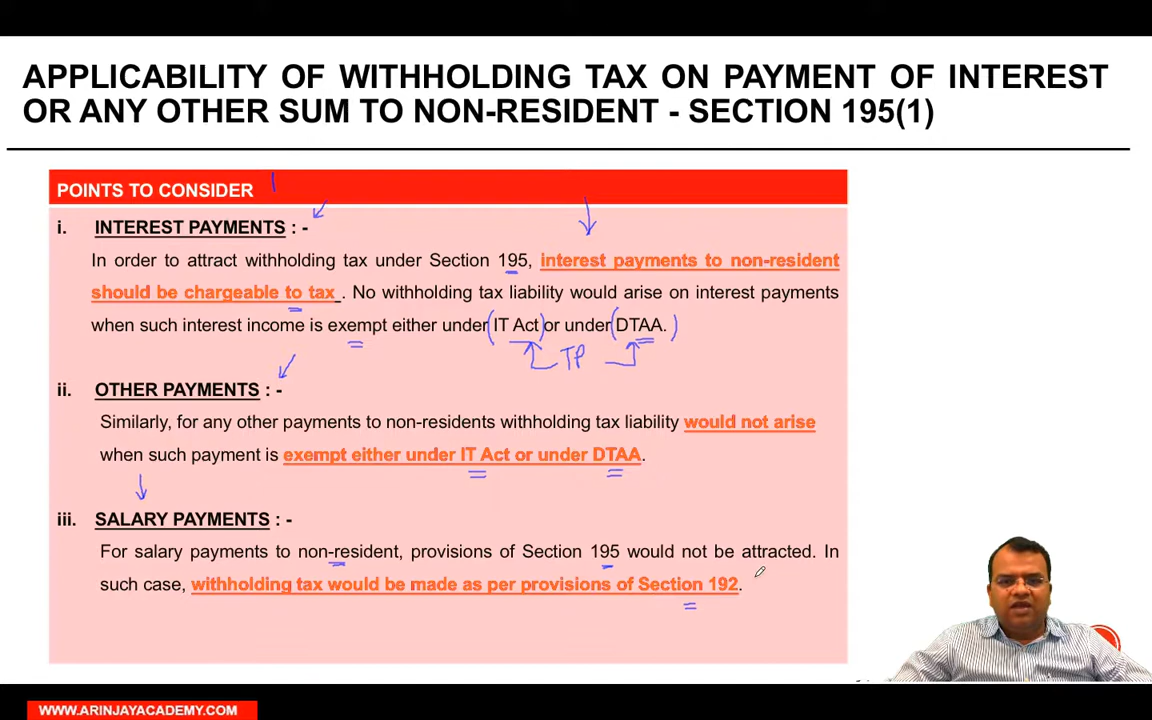 APPLICABILITY OF WITHHOLDING TAX ON PAYMENT OF INTEREST
OR ANY OTHER SUM TO NON-RESIDENT - SECTION 195(1)
POINTS TO CONSIDER
i. INTEREST PAYMENTS : -
In order to attract withholding tax under Section 195, interest payments to non-resident
should be chargeable to tax . No withholding tax liability would arise on interest payments
when such interest income is exempt either under (IT Act) or under (DTAA.)
TP
ii. OTHER PAYMENTS : -
Similarly, for any other payments to non-residents withholding tax liability would not arise
when such payment is exempt either under IT Act or under DTAA.
iii. SALARY PAYMENTS : -
For salary payments to non-resident, provisions of Section 195 would not be attracted. In
such case, withholding tax would be made as per provisions of Section 192.
WWW.ARINJAYACADEMY.COM